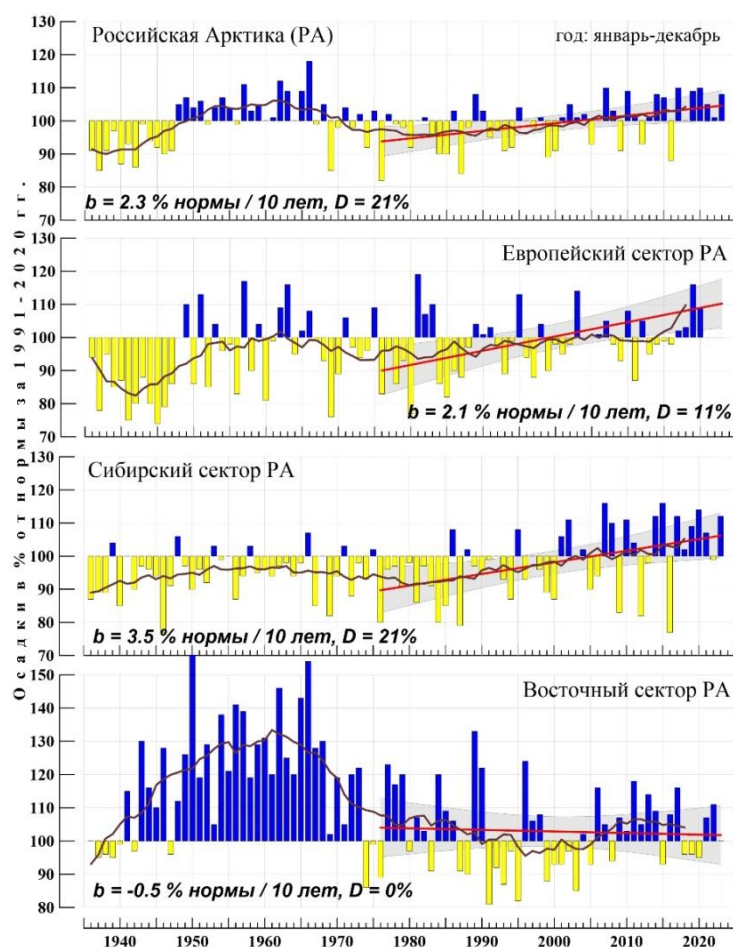 Осадки в % от нормы за 1991-2020 гг.
130
Российская Арктика (РА)
год: январь-декабрь
120
110
100
90
80
b = 2.3 % нормы / 10 лет, D = 21%
70
130
Европейский сектор РА
120
110
100
90
80
b = 2.1 % нормы / 10 лет, D = 11%
70
130
Сибирский сектор РА
120
110
100
90
80
b = 3.5 % нормы / 10 лет, D = 21%
70
150
Восточный сектор РА
140
130
120
110
100
90
b = -0.5 % нормы / 10 лет, D = 0%
80
1940 1950 1960 1970 1980 1990 2000 2010 2020